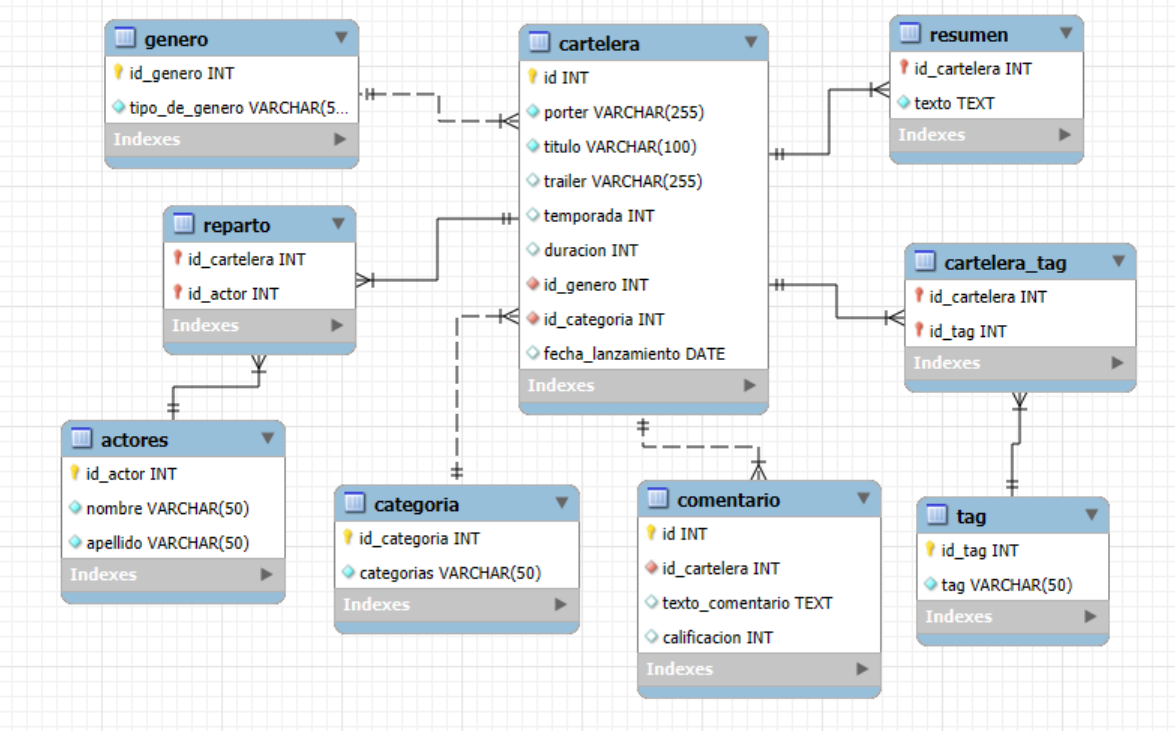 genero
id_genero INT
tipo_de_genero VARCHAR(5...
Indexes
cartelera
id INT
porter VARCHAR(255)
titulo VARCHAR(100)
trailer VARCHAR(255)
temporada INT
duracion INT
id_genero INT
id_categoria INT
fecha_lanzamiento DATE
Indexes
resumen
id_cartelera INT
texto TEXT
Indexes
reparto
id_cartelera INT
id_actor INT
Indexes
cartelera_tag
id_cartelera INT
id_tag INT
Indexes
actores
id_actor INT
nombre VARCHAR(50)
apellido VARCHAR(50)
Indexes
categoria
id_categoria INT
categorias VARCHAR(50)
Indexes
comentario
id INT
id_cartelera INT
texto_comentario TEXT
calificacion INT
Indexes
tag
id_tag INT
tag VARCHAR(50)
Indexes